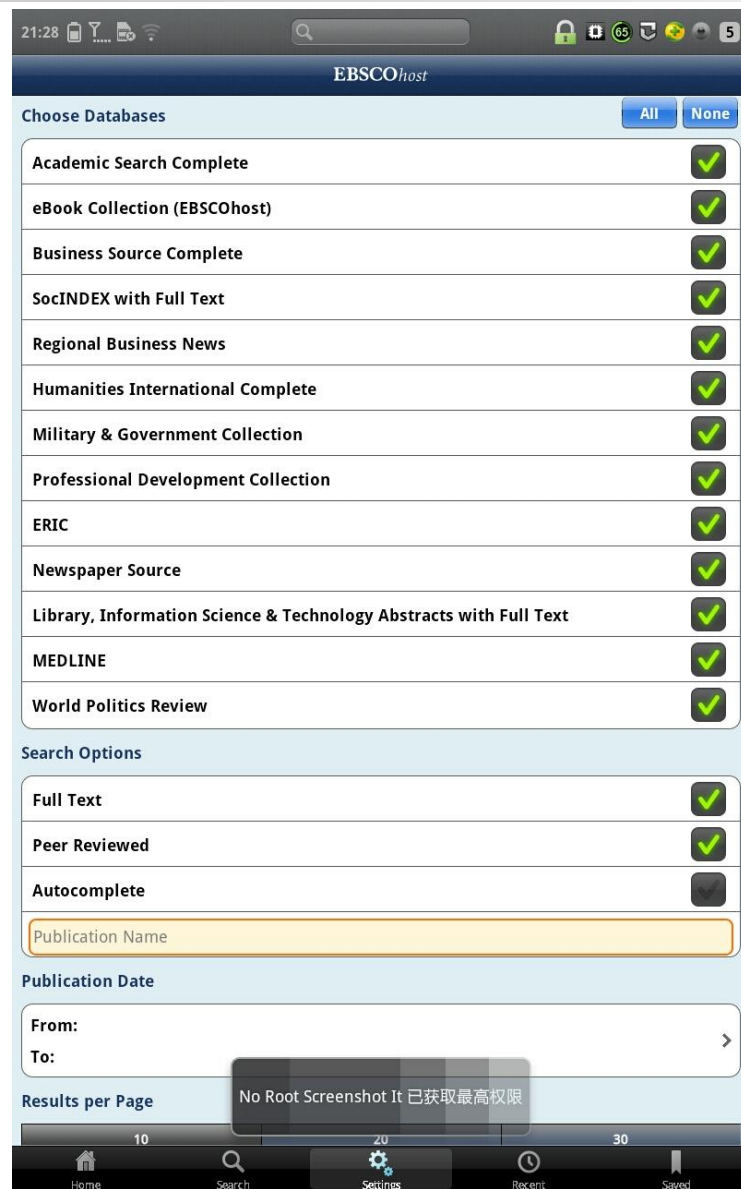 21:28
65
5
EBSCOhost
Choose Databases
All
None
Academic Search Complete
eBook Collection (EBSCOhost)
Business Source Complete
SocINDEX with Full Text
Regional Business News
Humanities International Complete
Military & Government Collection
Professional Development Collection
ERIC
Newspaper Source
Library, Information Science & Technology Abstracts with Full Text
MEDLINE
World Politics Review
Search Options
Full Text
Peer Reviewed
Autocomplete
Publication Name
Publication Date
From:
To:
No Root Screenshot It 已获取最高权限
Results per Page
10
20
30
Home
Search
Settings
Recent
Saved